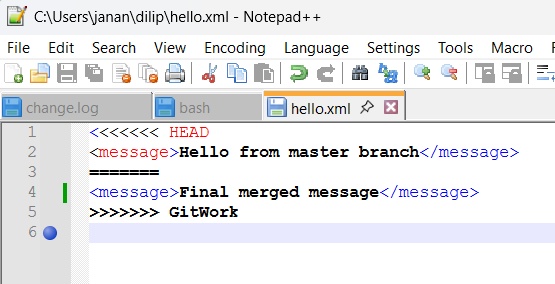 C:\Users\janan\dilip\hello.xml - Notepad++
File Edit Search View Encoding Language Settings Tools Macro
change.log bash hello.xml
1 <<<<<<< HEAD
2 <message>Hello from master branch</message>
3 =======
4 <message>Final merged message</message>
5 >>>>>>> GitWork
6